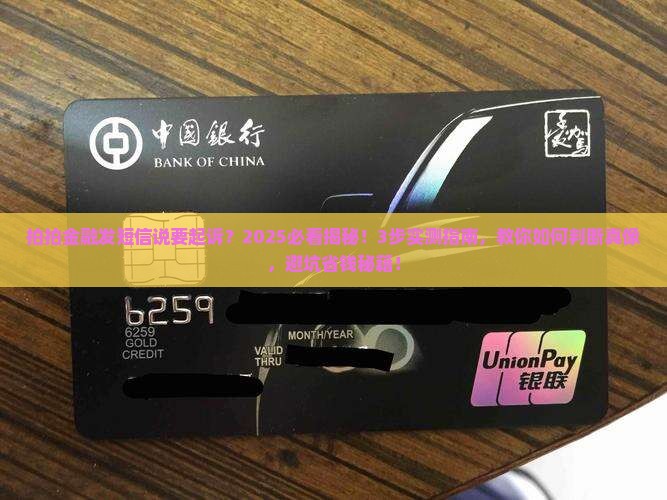 中国银行
BANK OF CHINA
爱驾
拍拍金融发短信说要起诉？2025必看揭秘！3步实测指南，教你如何判断真假
，避坑省钱秘籍！
6259
6259
GOLD
CREDIT
MONTH/YEAR
VALID
THRU
UnionPay
银联